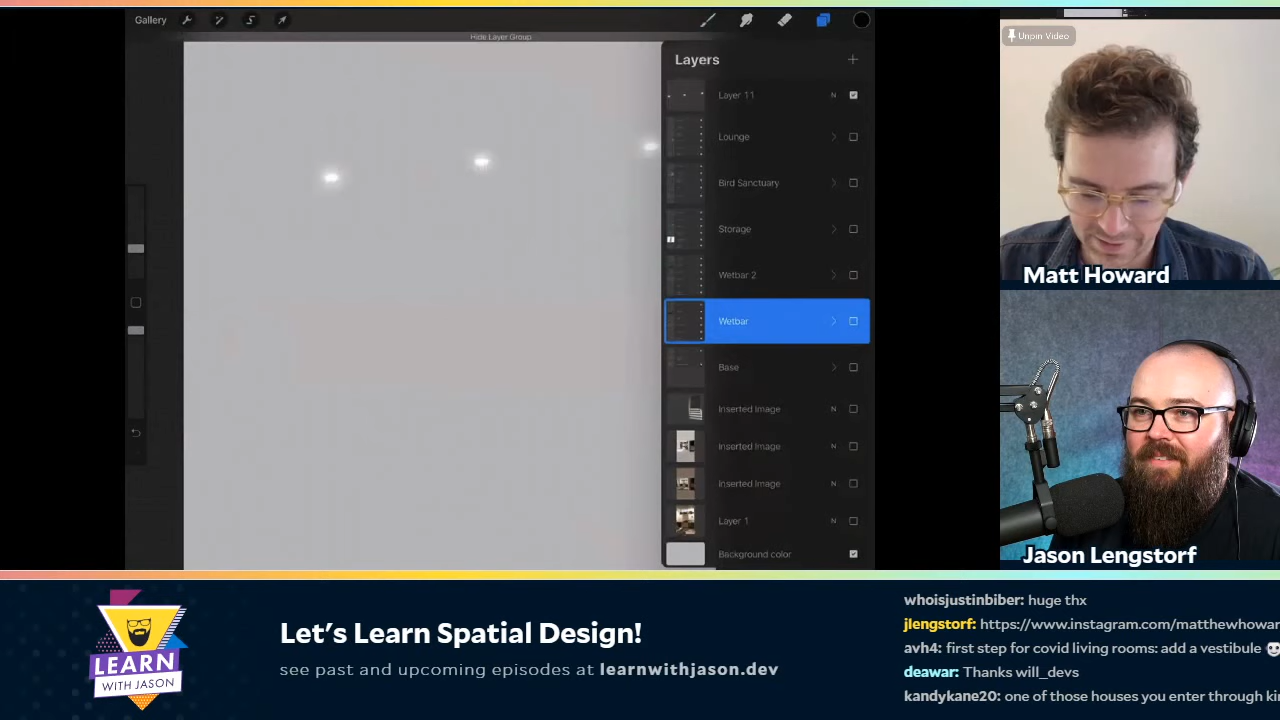 Gallery
Hide Layer Group
Layers
Layer 11 N
Lounge
Bird Sanctuary
Storage
Wetbar 2
Wetbar
Base
Inserted Image N
Inserted Image N
Inserted Image N
Layer 1 N
Background color
Unpin Video
Matt Howard
Jason Lengstorf
LEARN
WITH JASON
Let's Learn Spatial Design!
see past and upcoming episodes at learnwithjason.dev
whoisjustinbiber: huge thx
jlengstorf: https://www.instagram.com/matthewhowar
avh4: first step for covid living rooms: add a vestibule
deawar: Thanks will_devs
kandykane20: one of those houses you enter through kin